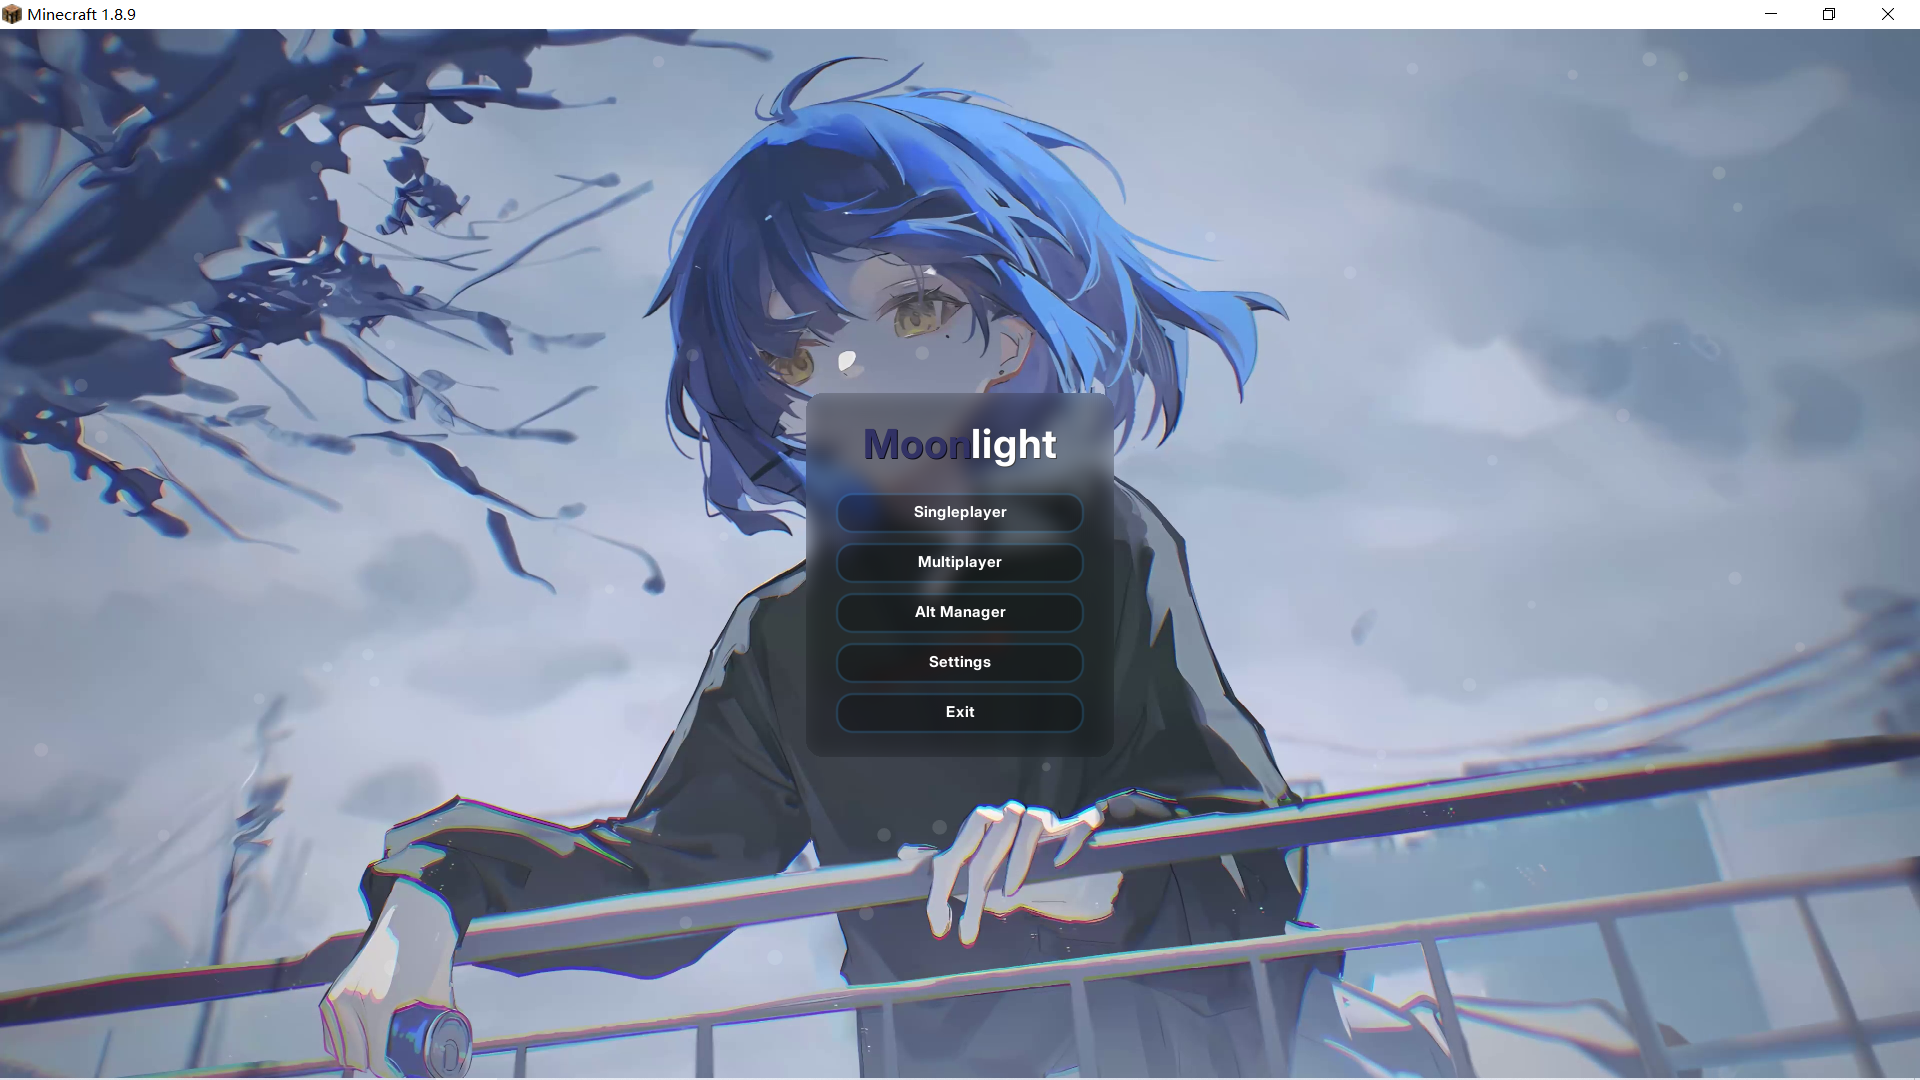 Minecraft 1.8.9
Moonlight
Singleplayer
Multiplayer
Alt Manager
Settings
Exit